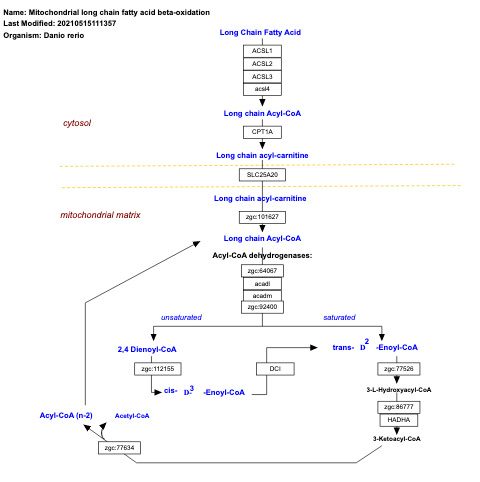 Name: Mitochondrial long chain fatty acid beta-oxidation
Last Modified: 20210515111357
Organism: Danio rerio
Long Chain Fatty Acid
ACSL1
ACSL2
ACSL3
acsl4
Long chain Acyl-CoA
cytosol
CPT1A
Long chain acyl-carnitine
SLC25A20
Long chain acyl-carnitine
mitochondrial matrix
zgc:101627
Long chain Acyl-CoA
Acyl-CoA dehydrogenases:
zgc:64067
acadl
acadm
zgc:92400
unsaturated saturated
2,4 Dienoyl-CoA trans- D2 -Enoyl-CoA
zgc:112155 DCI zgc:77526
cis- D-3 -Enoyl-CoA 3-L-Hydroxyacyl-CoA
zgc:86777
Acyl-CoA (n-2) Acetyl-CoA HADHA
3-Ketoacyl-CoA
zgc:77634